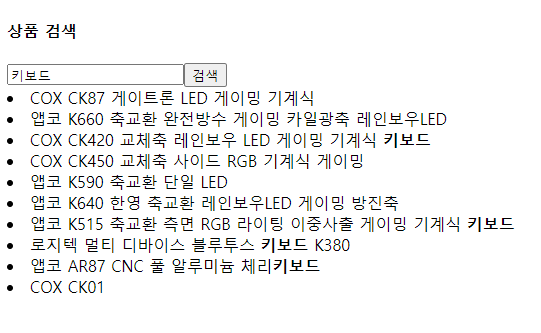 상품 검색
키보드 검색
COX CK87 게이트론 LED 게이밍 기계식
앱코 K660 축교환 완전방수 게이밍 카일광축 레인보우LED
COX CK420 교체축 레인보우 LED 게이밍 기계식 키보드
COX CK450 교체축 사이드 RGB 기계식 게이밍
앱코 K590 축교환 단일 LED
앱코 K640 한영 축교환 레인보우LED 게이밍 방진축
앱코 K515 축교환 측면 RGB 라이팅 이중사출 게이밍 기계식 키보드
로지텍 멀티 디바이스 블루투스 키보드 K380
앱코 AR87 CNC 풀 알루미늄 체리키보드
COX CK01